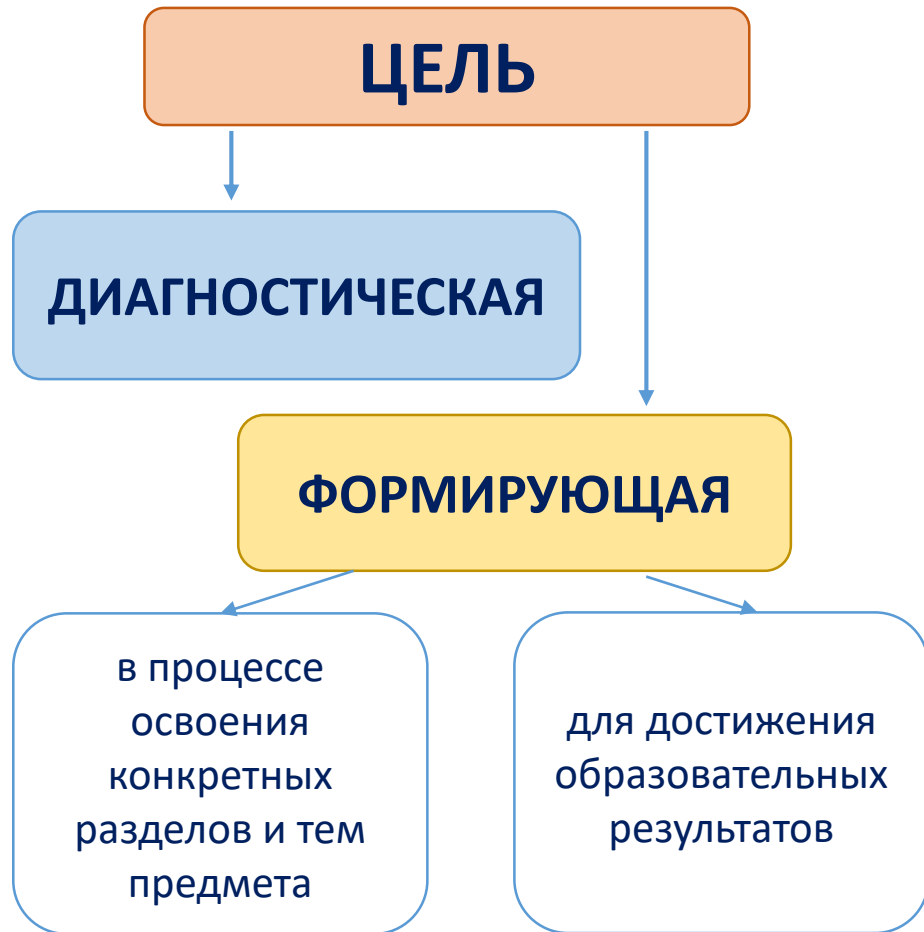 ЦЕЛЬ
ДИАГНОСТИЧЕСКАЯ
ФОРМИРУЮЩАЯ
в процессе
освоения
конкретных
разделов и тем
предмета
для достижения
образовательных
результатов